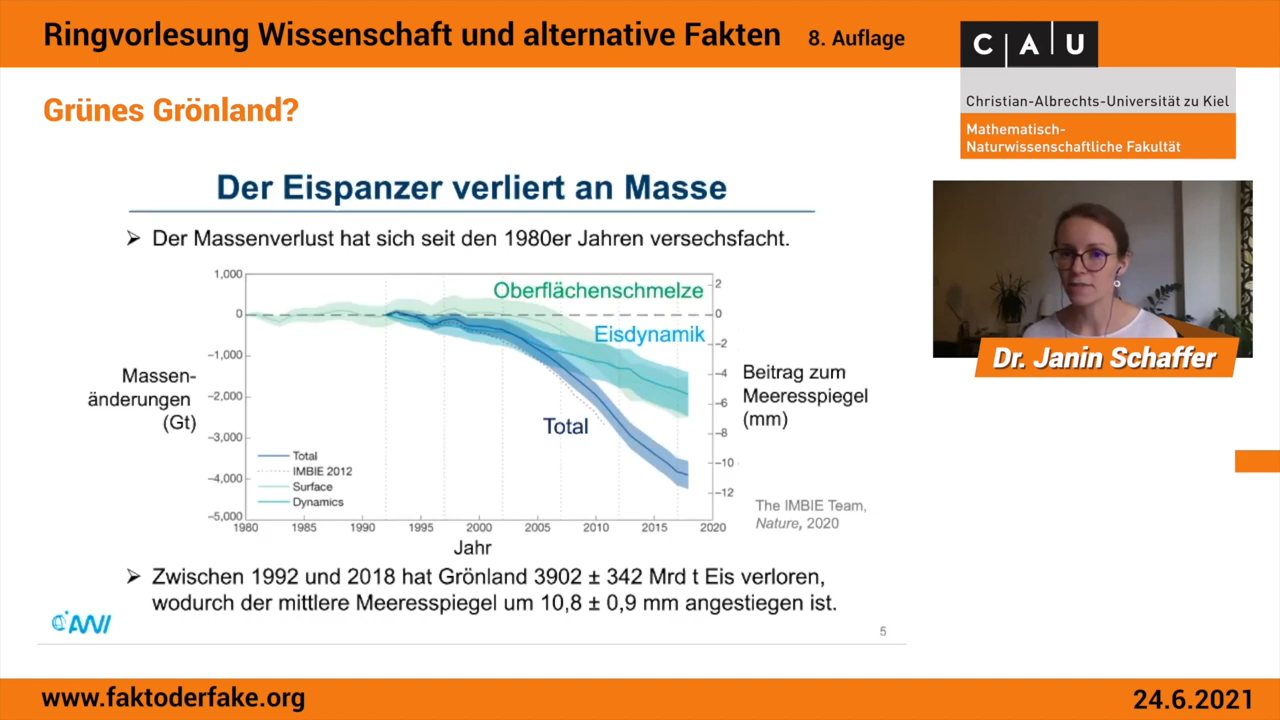 Ringvorlesung Wissenschaft und alternative Fakten 8. Auflage
C A U
Christian-Albrechts-Universität zu Kiel
Mathematisch-
Naturwissenschaftliche Fakultät
Grünes Grönland?
Der Eispanzer verliert an Masse
➢ Der Massenverlust hat sich seit den 1980er Jahren versechsfacht.
Massen-
änderungen
(Gt)
1,000
0
−1,000
−2,000
−3,000
−4,000
−5,000
Oberflächenschmelze
Eisdynamik
Total
Total
IMBIE 2012
Surface
Dynamics
2
0
−2
−4
−6
−8
−10
−12
Beitrag zum
Meeresspiegel
(mm)
1980 1985 1990 1995 2000 2005 2010 2015 2020
Jahr
The IMBIE Team,
Nature, 2020
➢ Zwischen 1992 und 2018 hat Grönland 3902 ± 342 Mrd t Eis verloren,
wodurch der mittlere Meeresspiegel um 10,8 ± 0,9 mm angestiegen ist.
AWI
5
Dr. Janin Schaffer
www.faktoderfake.org
24.6.2021